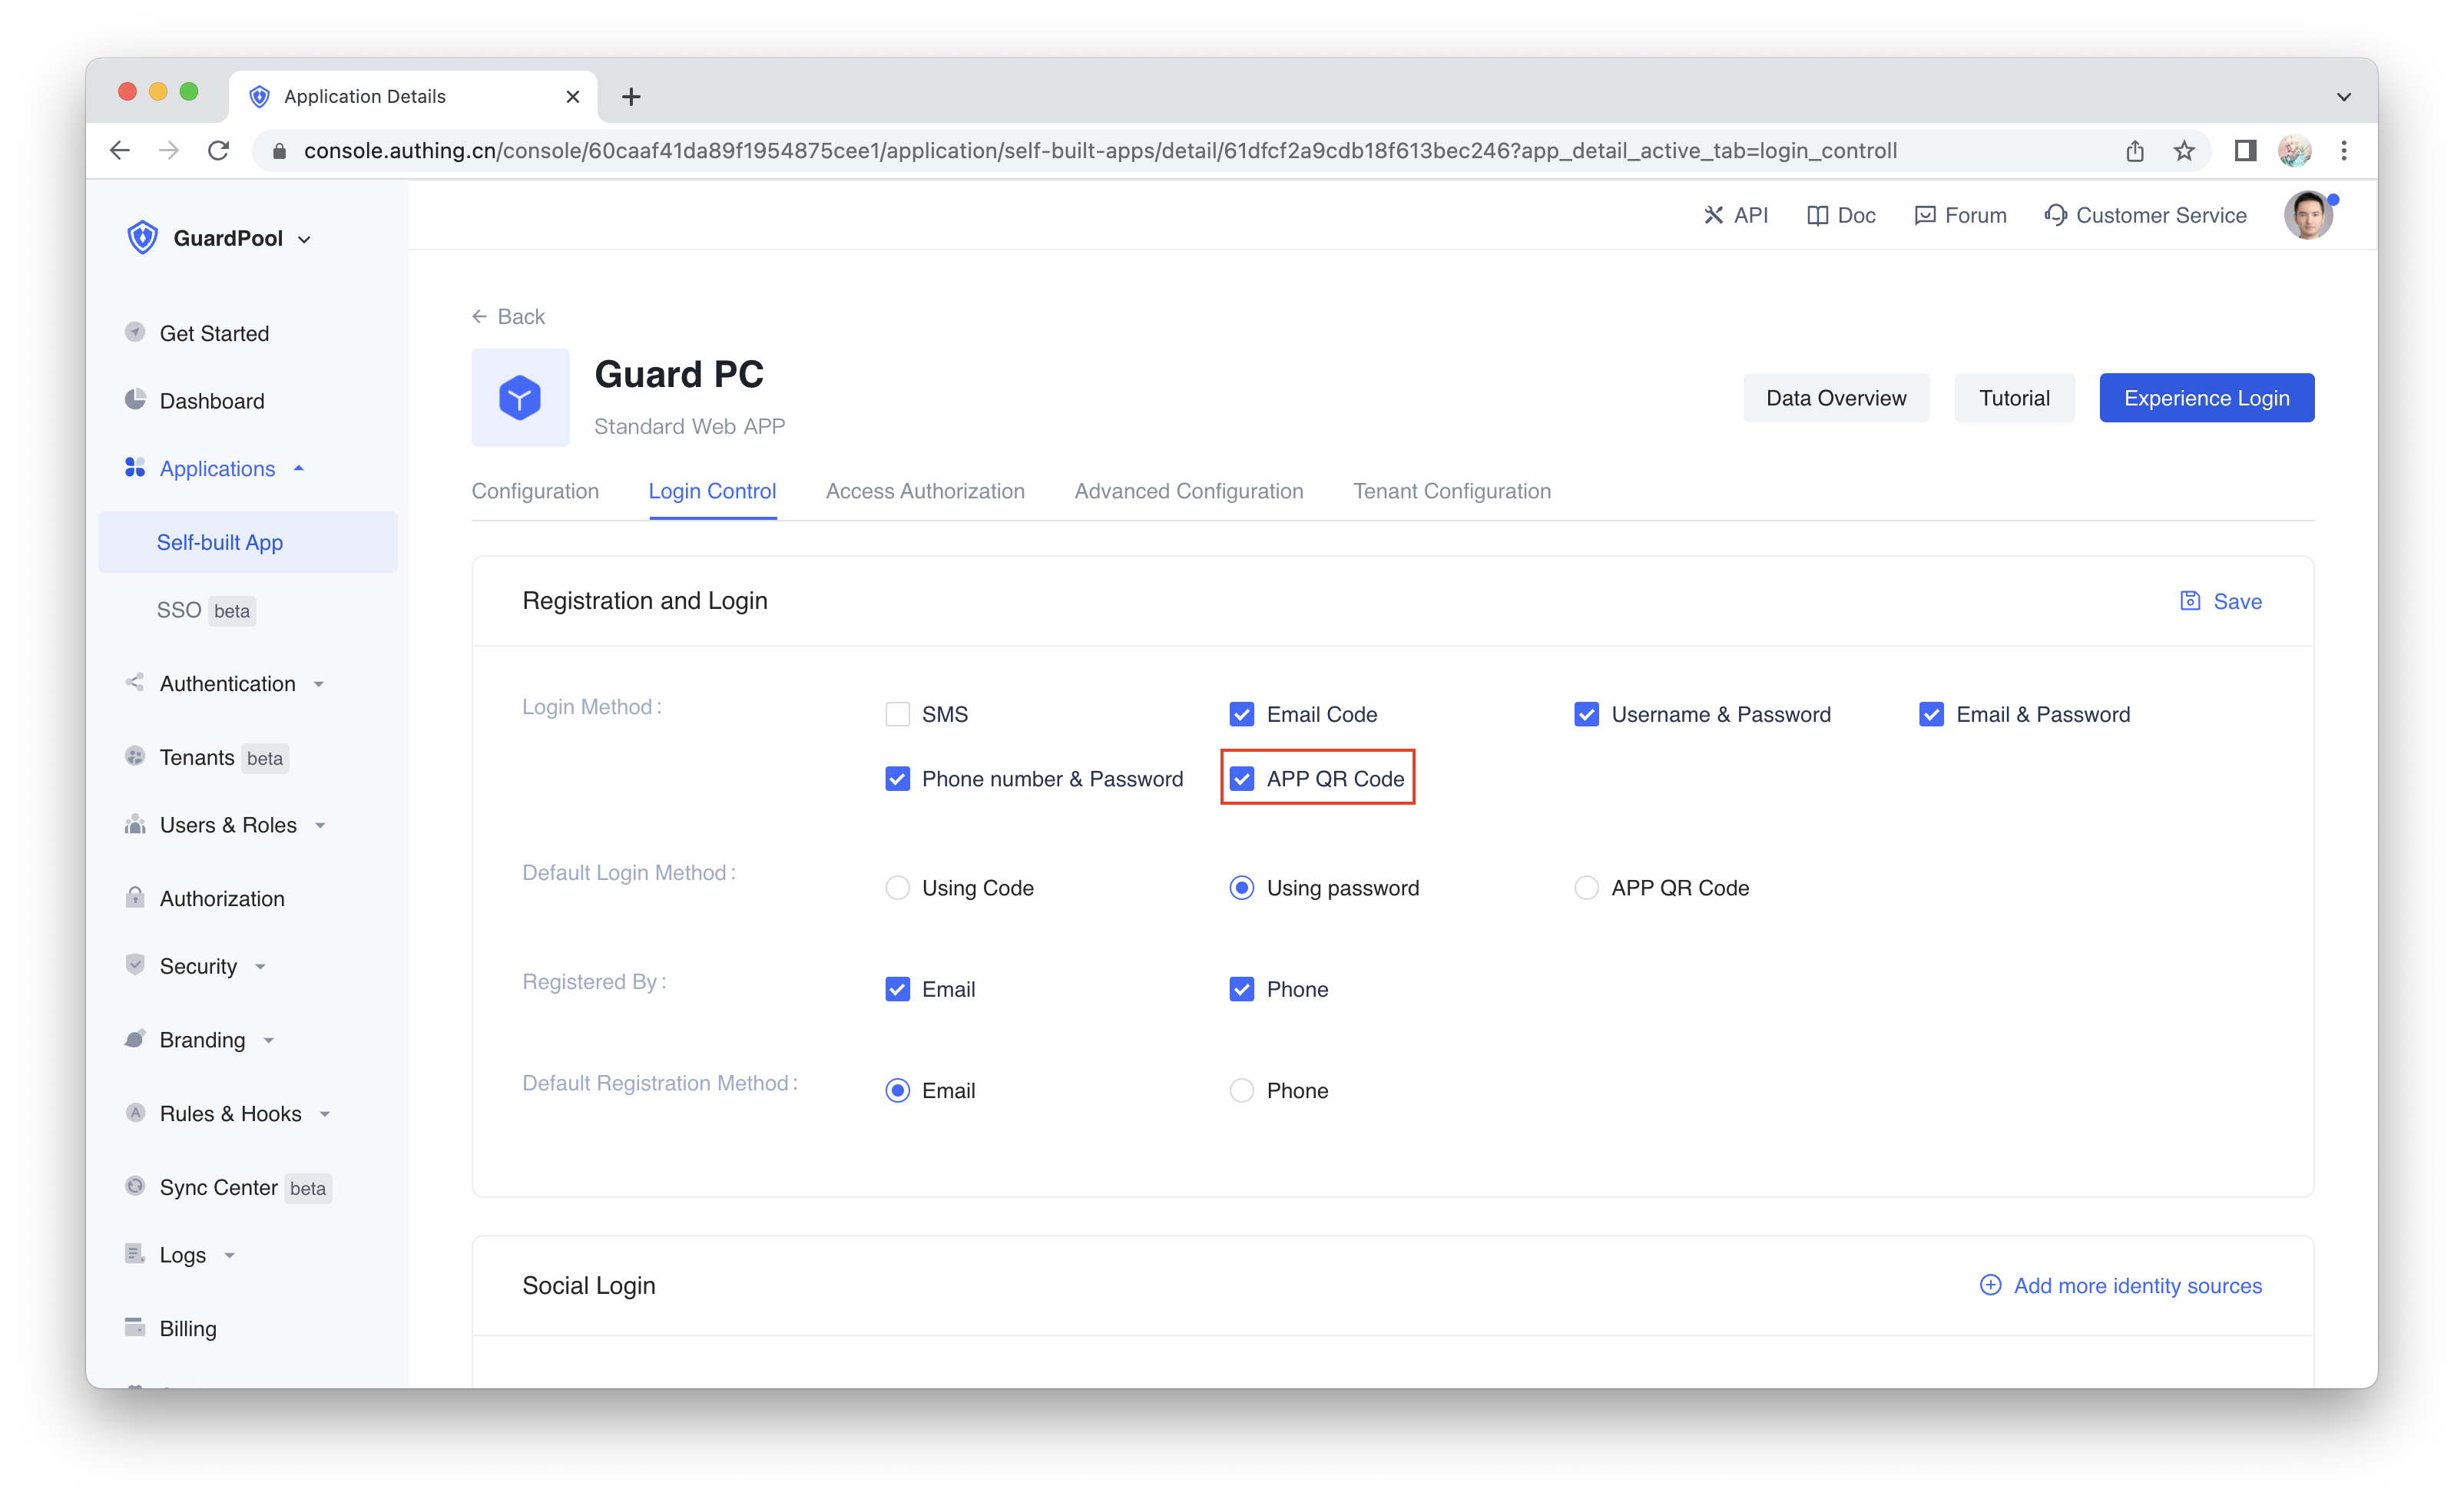 Application Details
console.authing.cn/console/60caaf41da89f1954875cee1/application/self-built-apps/detail/61dfcf2a9cdb18f613bec246?app_detail_active_tab=login_controll
GuardPool
API
Doc
Forum
Customer Service
Get Started
Dashboard
Applications
Self-built App
SSO beta
Authentication
Tenants beta
Users & Roles
Authorization
Security
Branding
Rules & Hooks
Sync Center beta
Logs
Billing
Back
Guard PC
Standard Web APP
Data Overview
Tutorial
Experience Login
Configuration
Login Control
Access Authorization
Advanced Configuration
Tenant Configuration
Registration and Login
Save
Login Method:
SMS
Email Code
Username & Password
Email & Password
Phone number & Password
APP QR Code
Default Login Method:
Using Code
Using password
APP QR Code
Registered By:
Email
Phone
Default Registration Method:
Email
Phone
Social Login
Add more identity sources